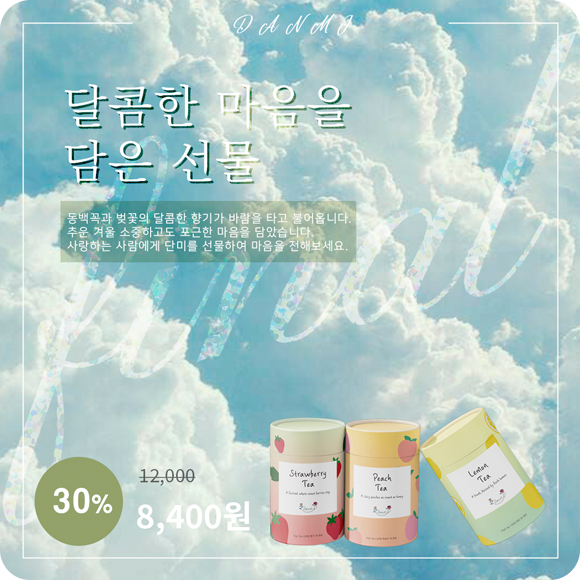 DANMI
달콤한 마음을
담은 선물
동백꼭과 벚꽃의 달콤한 향기가 바람을 타고 불어옵니다.
추운 겨울 소중하고도 포근한 마음을 담았습니다.
사랑하는 사람에게 단미를 선물하여 마음을 전해보세요.
final
Strawberry
Tea
Peach
Tea
Lemon
Tea
30%
12,000
8,400원